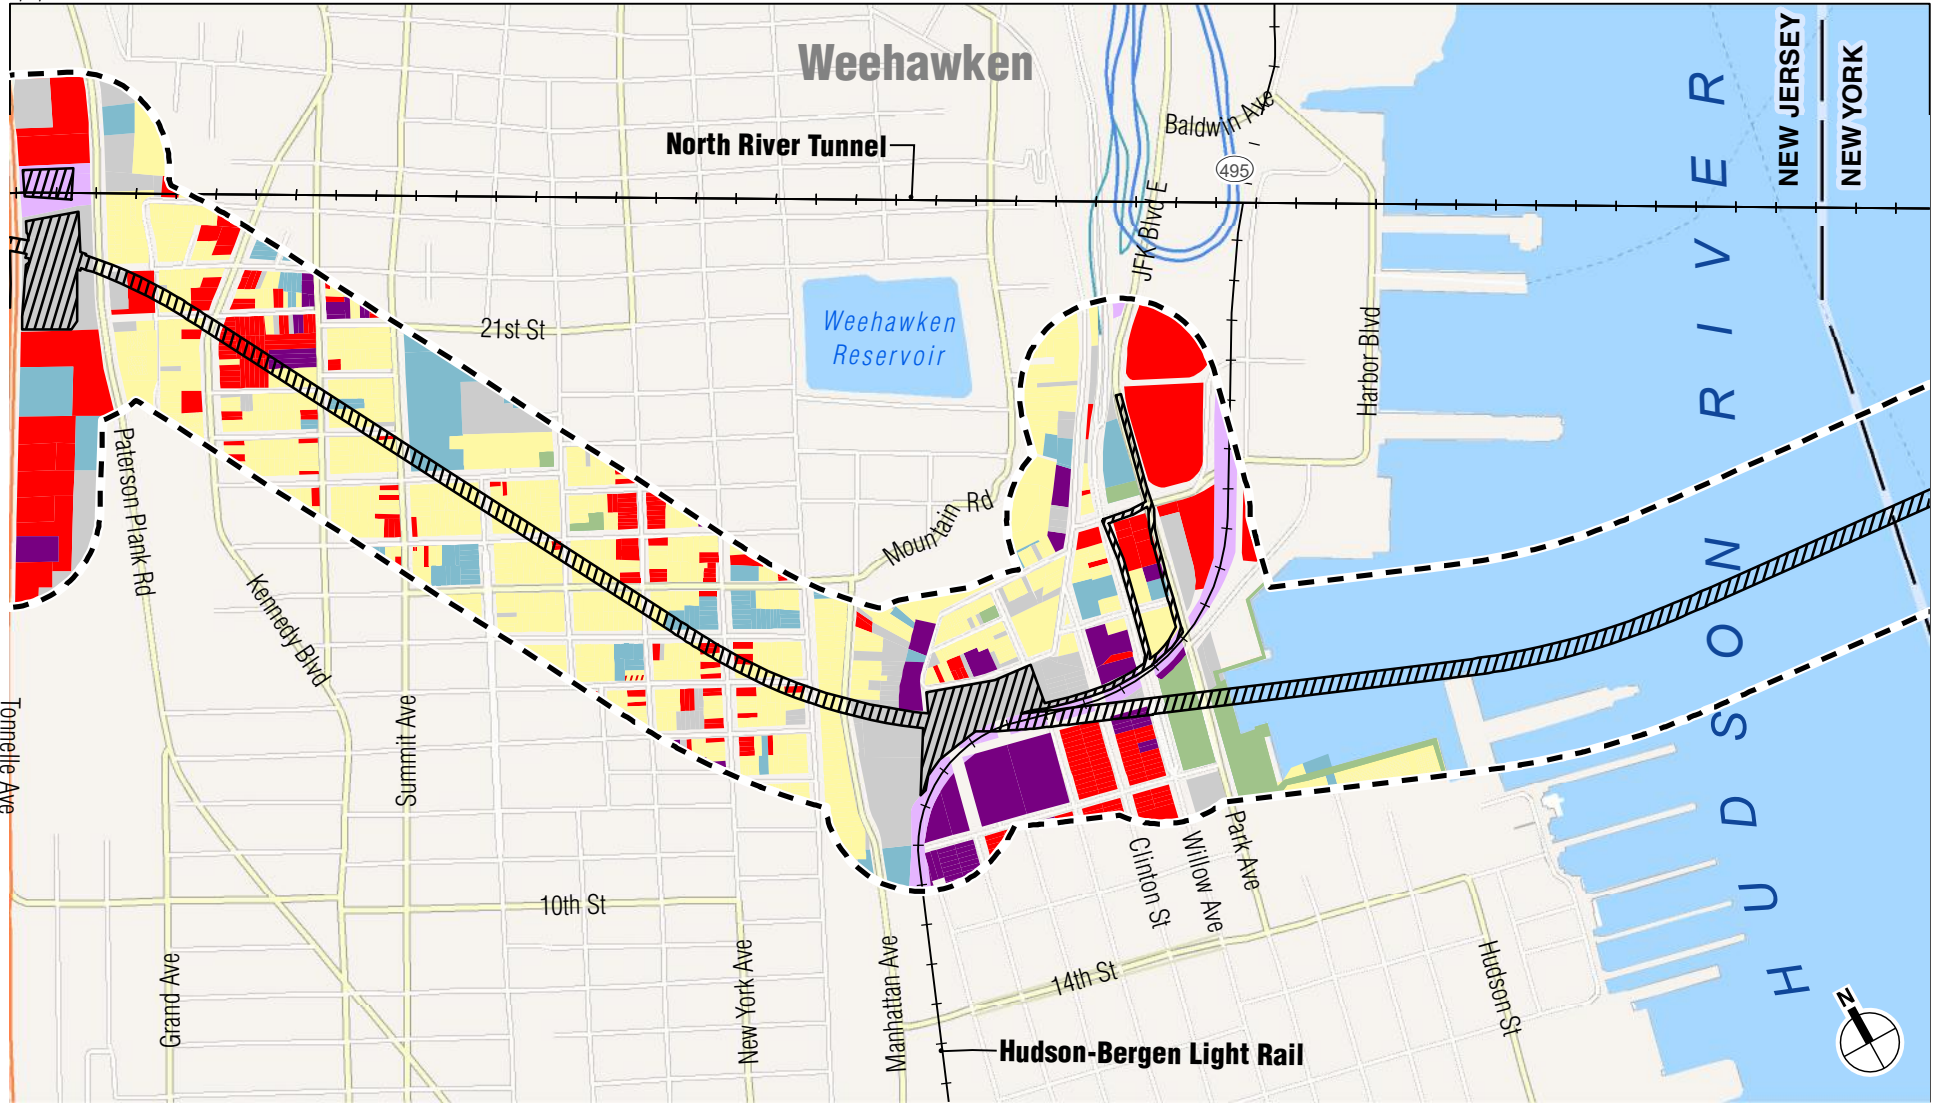 Weehawken
NEW JERSEY
NEW YORK
Baldwin Ave
North River Tunnel
495
JFK Blvd E
HUDSON RIVER
21st St
Weehawken
Reservoir
Harbor Blvd
Paterson Plank Rd
Mountain Rd
Kennedy Blvd
Tonnelle Ave
Summit Ave
Park Ave
Clinton St
Willow Ave
10th St
Grand Ave
New York Ave
Manhattan Ave
14th St
Hudson St
N
Hudson-Bergen Light Rail